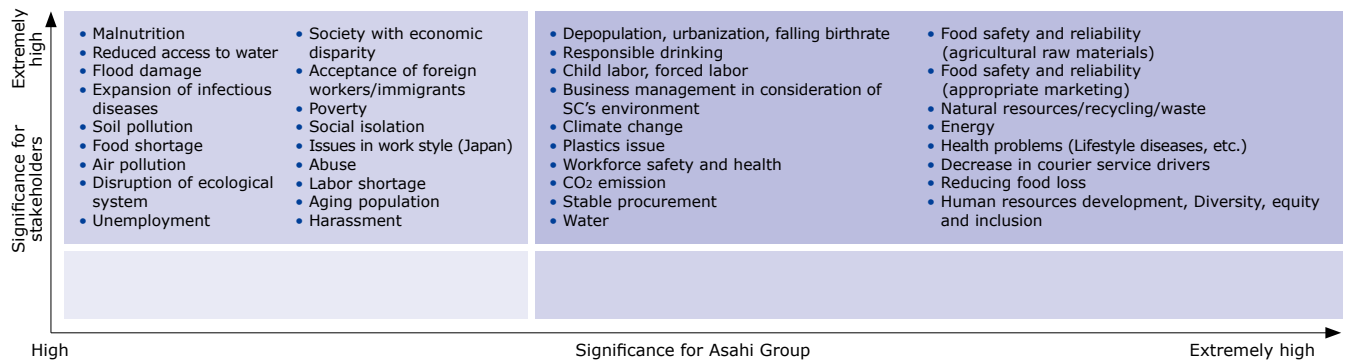 Extremely
high
Significance for
stakeholders
• Malnutrition
• Reduced access to water
• Flood damage
• Expansion of infectious
diseases
• Soil pollution
• Food shortage
• Air pollution
• Disruption of ecological
system
• Unemployment
• Society with economic
disparity
• Acceptance of foreign
workers/immigrants
• Poverty
• Social isolation
• Issues in work style (Japan)
• Abuse
• Labor shortage
• Aging population
• Harassment
• Depopulation, urbanization, falling birthrate
• Responsible drinking
• Child labor, forced labor
• Business management in consideration of
SC’s environment
• Climate change
• Plastics issue
• Workforce safety and health
• CO2 emission
• Stable procurement
• Water
• Food safety and reliability
(agricultural raw materials)
• Food safety and reliability
(appropriate marketing)
• Natural resources/recycling/waste
• Energy
• Health problems (Lifestyle diseases, etc.)
• Decrease in courier service drivers
• Reducing food loss
• Human resources development, Diversity, equity
and inclusion
High
Significance for Asahi Group
Extremely high